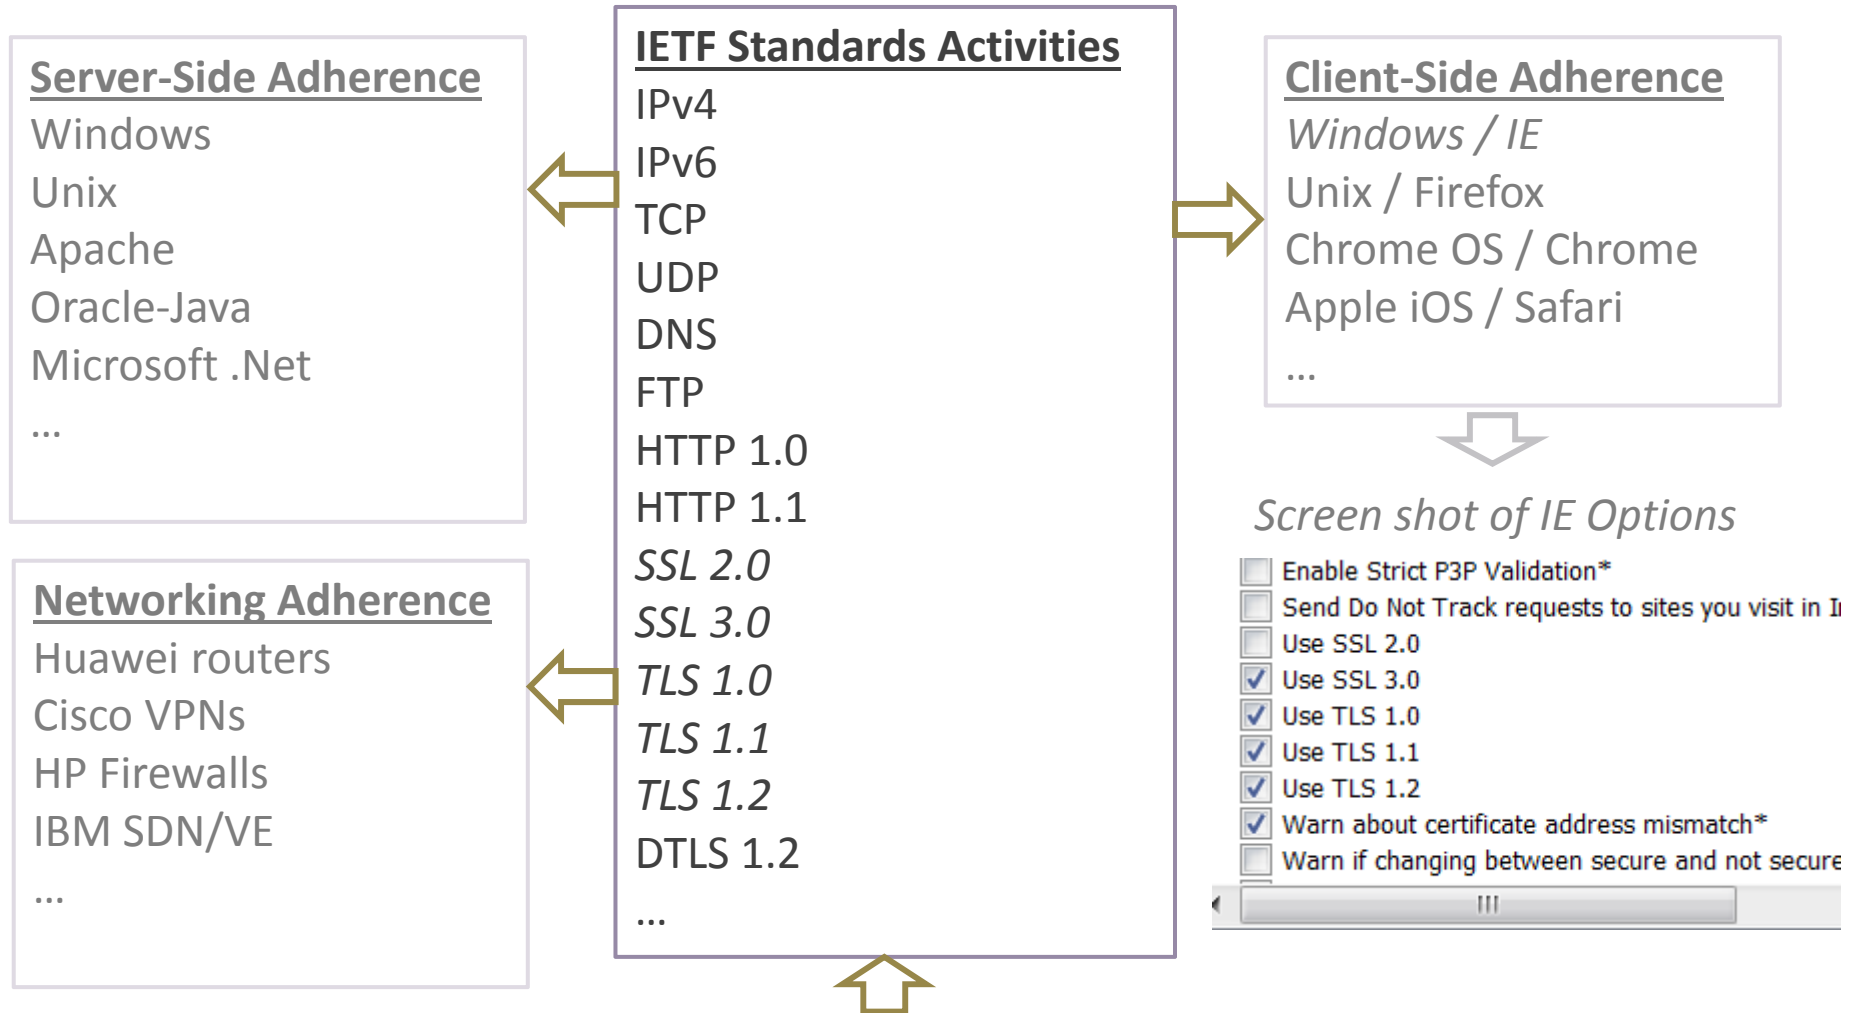 Server-Side Adherence
Windows
Unix
Apache
Oracle-Java
Microsoft .Net
...
Networking Adherence
Huawei routers
Cisco VPNs
HP Firewalls
IBM SDN/VE
...
IETF Standards Activities
IPv4
IPv6
TCP
UDP
DNS
FTP
HTTP 1.0
HTTP 1.1
SSL 2.0
SSL 3.0
TLS 1.0
TLS 1.1
TLS 1.2
DTLS 1.2
...
Client-Side Adherence
Windows / IE
Unix / Firefox
Chrome OS / Chrome
Apple iOS / Safari
...
Screen shot of IE Options
Enable Strict P3P Validation*
Send Do Not Track requests to sites you visit in
Use SSL 2.0
Use SSL 3.0
Use TLS 1.0
Use TLS 1.1
Use TLS 1.2
Warn about certificate address mismatch*
Warn if changing between secure and not secure